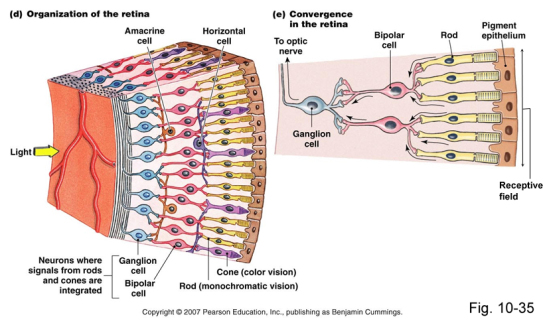 (d) Organization of the retina
Amacrine
cell
Horizontal
cell
Light
Neurons where
signals from rods
and cones are
integrated
Ganglion
cell
Bipolar
cell
Cone (color vision)
Rod (monochromatic vision)
(e) Convergence
in the retina
To optic
nerve
Bipolar
cell
Rod
Pigment
epithelium
Ganglion
cell
Receptive
field
Copyright © 2007 Pearson Education, Inc., publishing as Benjamin Cummings.
Fig. 10-35